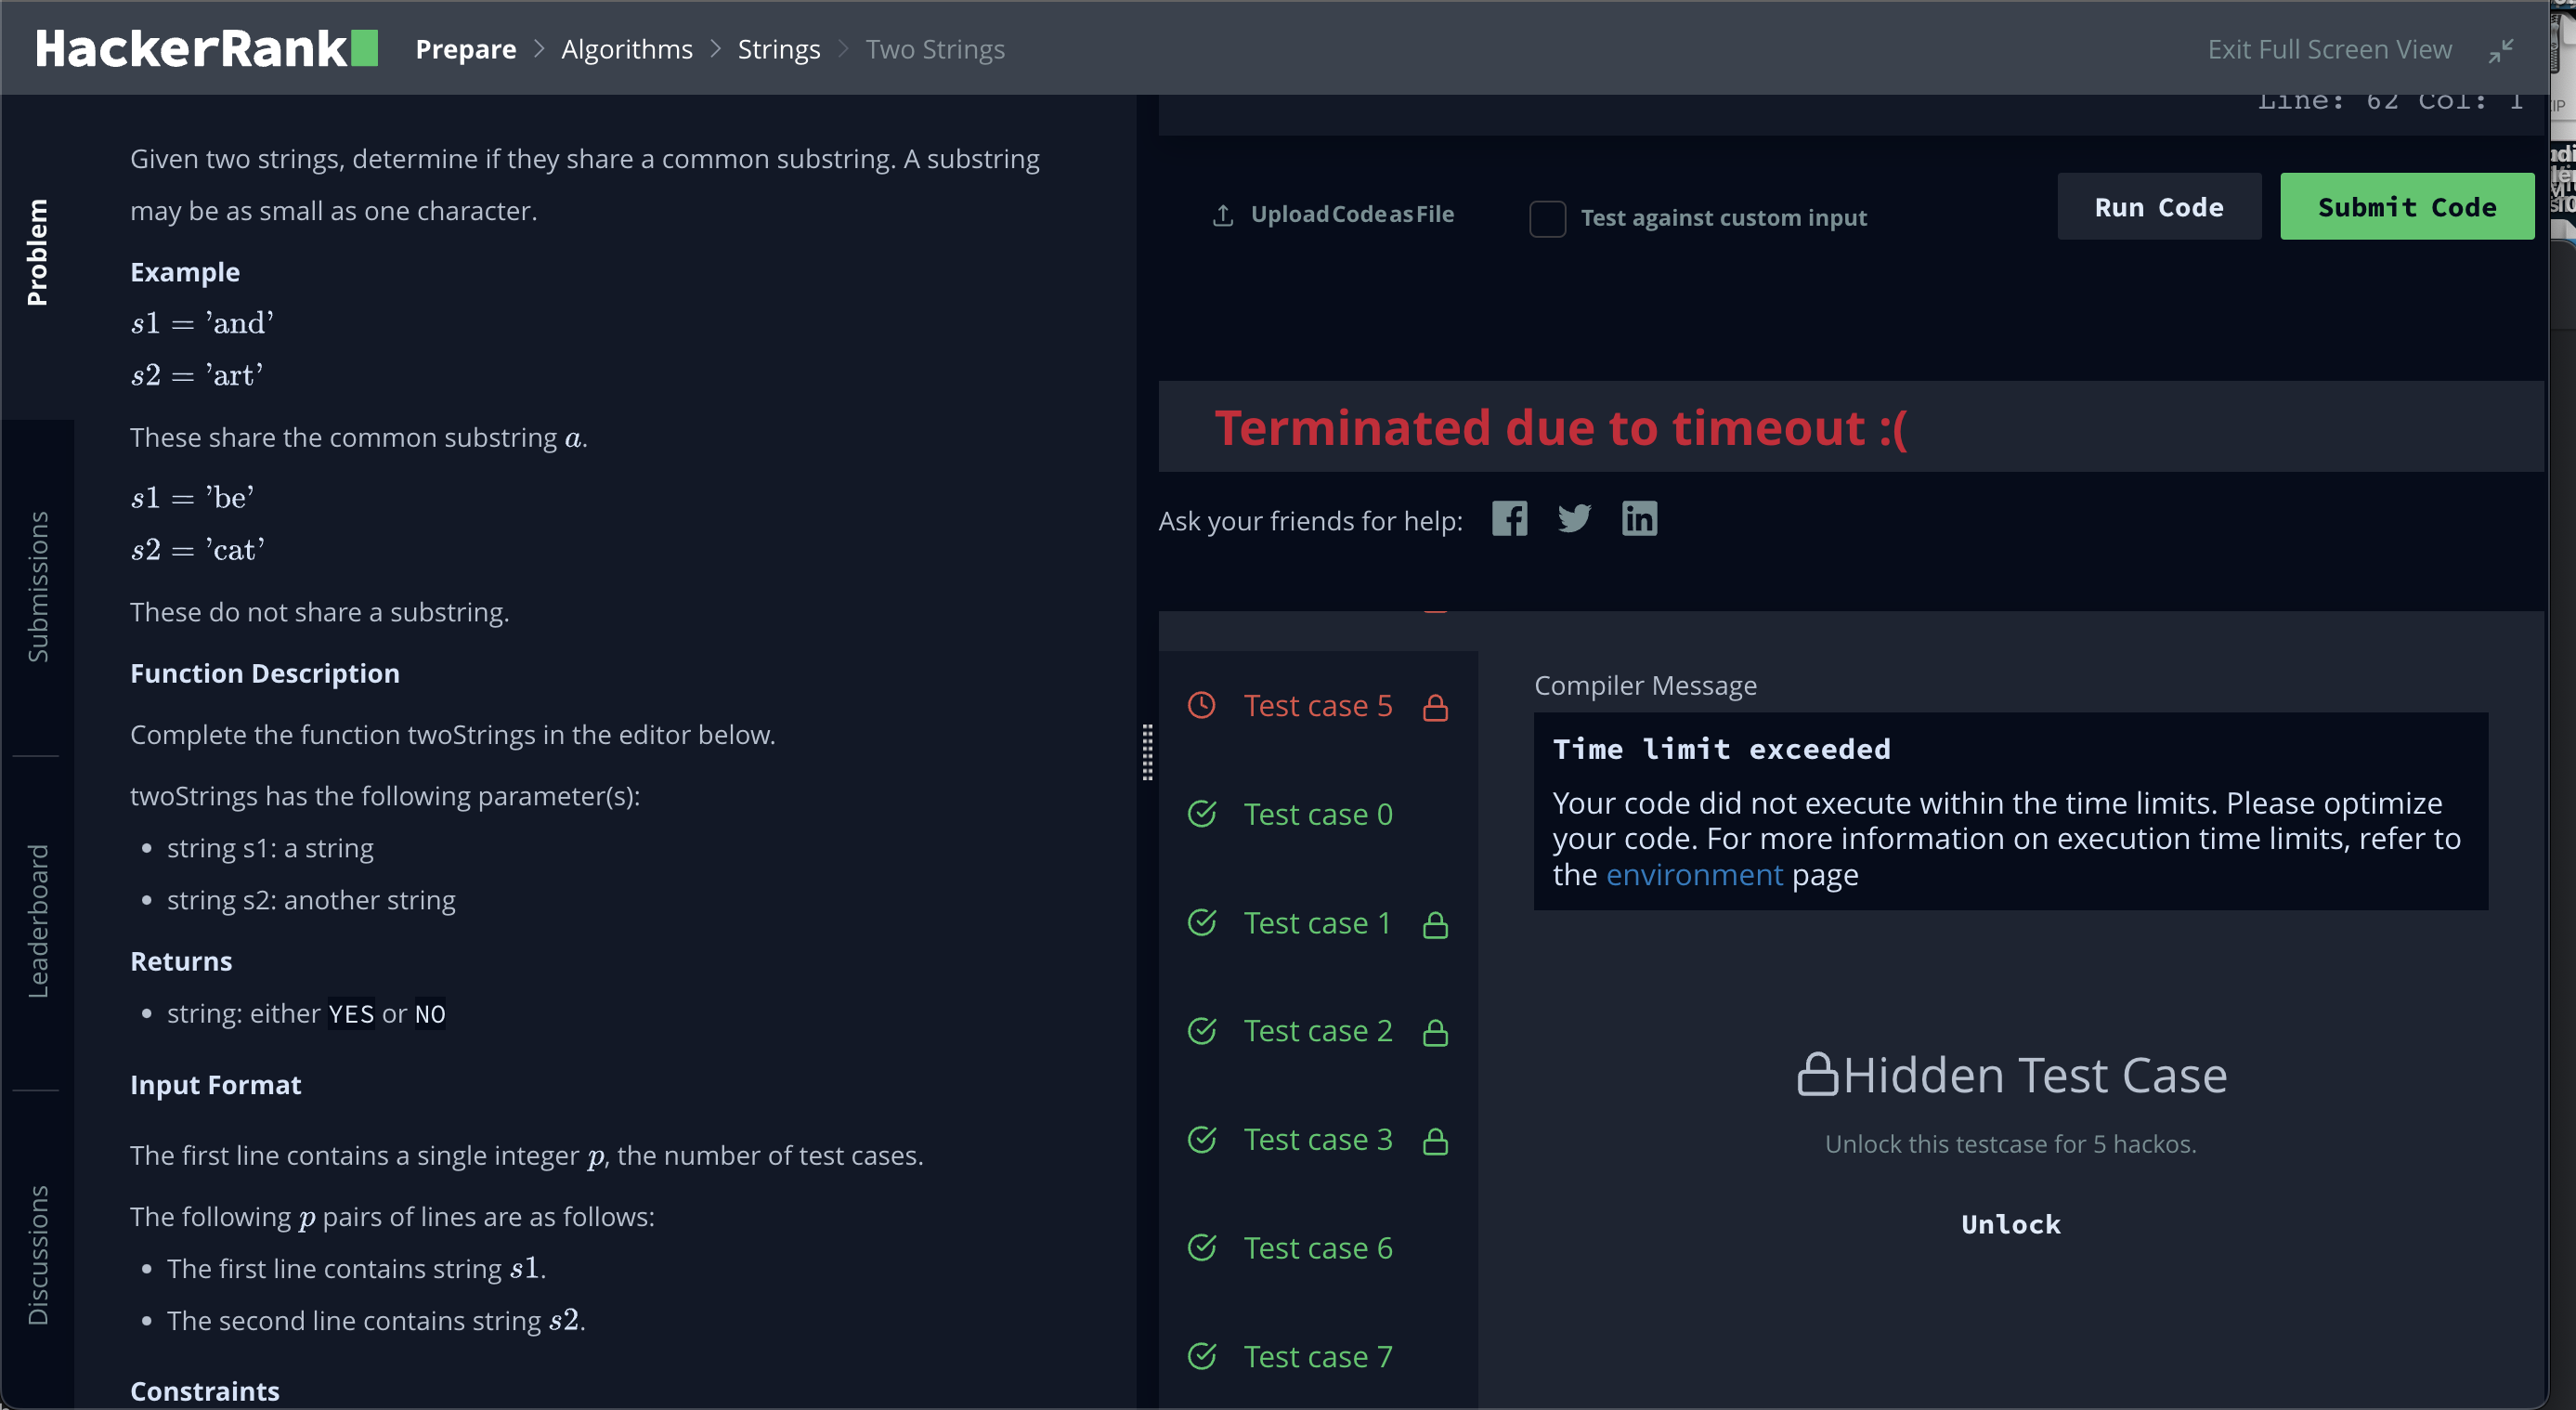 HackerRank Prepare > Algorithms > Strings > Two Strings Exit Full Screen View
Problem
Submissions
Leaderboard
Discussions
Given two strings, determine if they share a common substring. A substring
may be as small as one character.
Example
s1 = ’and’
s2 = ’art’
These share the common substring a.
s1 = ’be’
s2 = ’cat’
These do not share a substring.
Function Description
Complete the function twoStrings in the editor below.
twoStrings has the following parameter(s):
• string s1: a string
• string s2: another string
Returns
• string: either YES or NO
Input Format
The first line contains a single integer p, the number of test cases.
The following p pairs of lines are as follows:
• The first line contains string s1.
• The second line contains string s2.
Constraints
Line: 62 Col: 1
Upload Code as File Test against custom input Run Code Submit Code
Terminated due to timeout :(
Ask your friends for help:
Test case 5
Test case 0
Test case 1
Test case 2
Test case 3
Test case 6
Test case 7
Compiler Message
Time limit exceeded
Your code did not execute within the time limits. Please optimize
your code. For more information on execution time limits, refer to
the environment page
Hidden Test Case
Unlock this testcase for 5 hackos.
Unlock